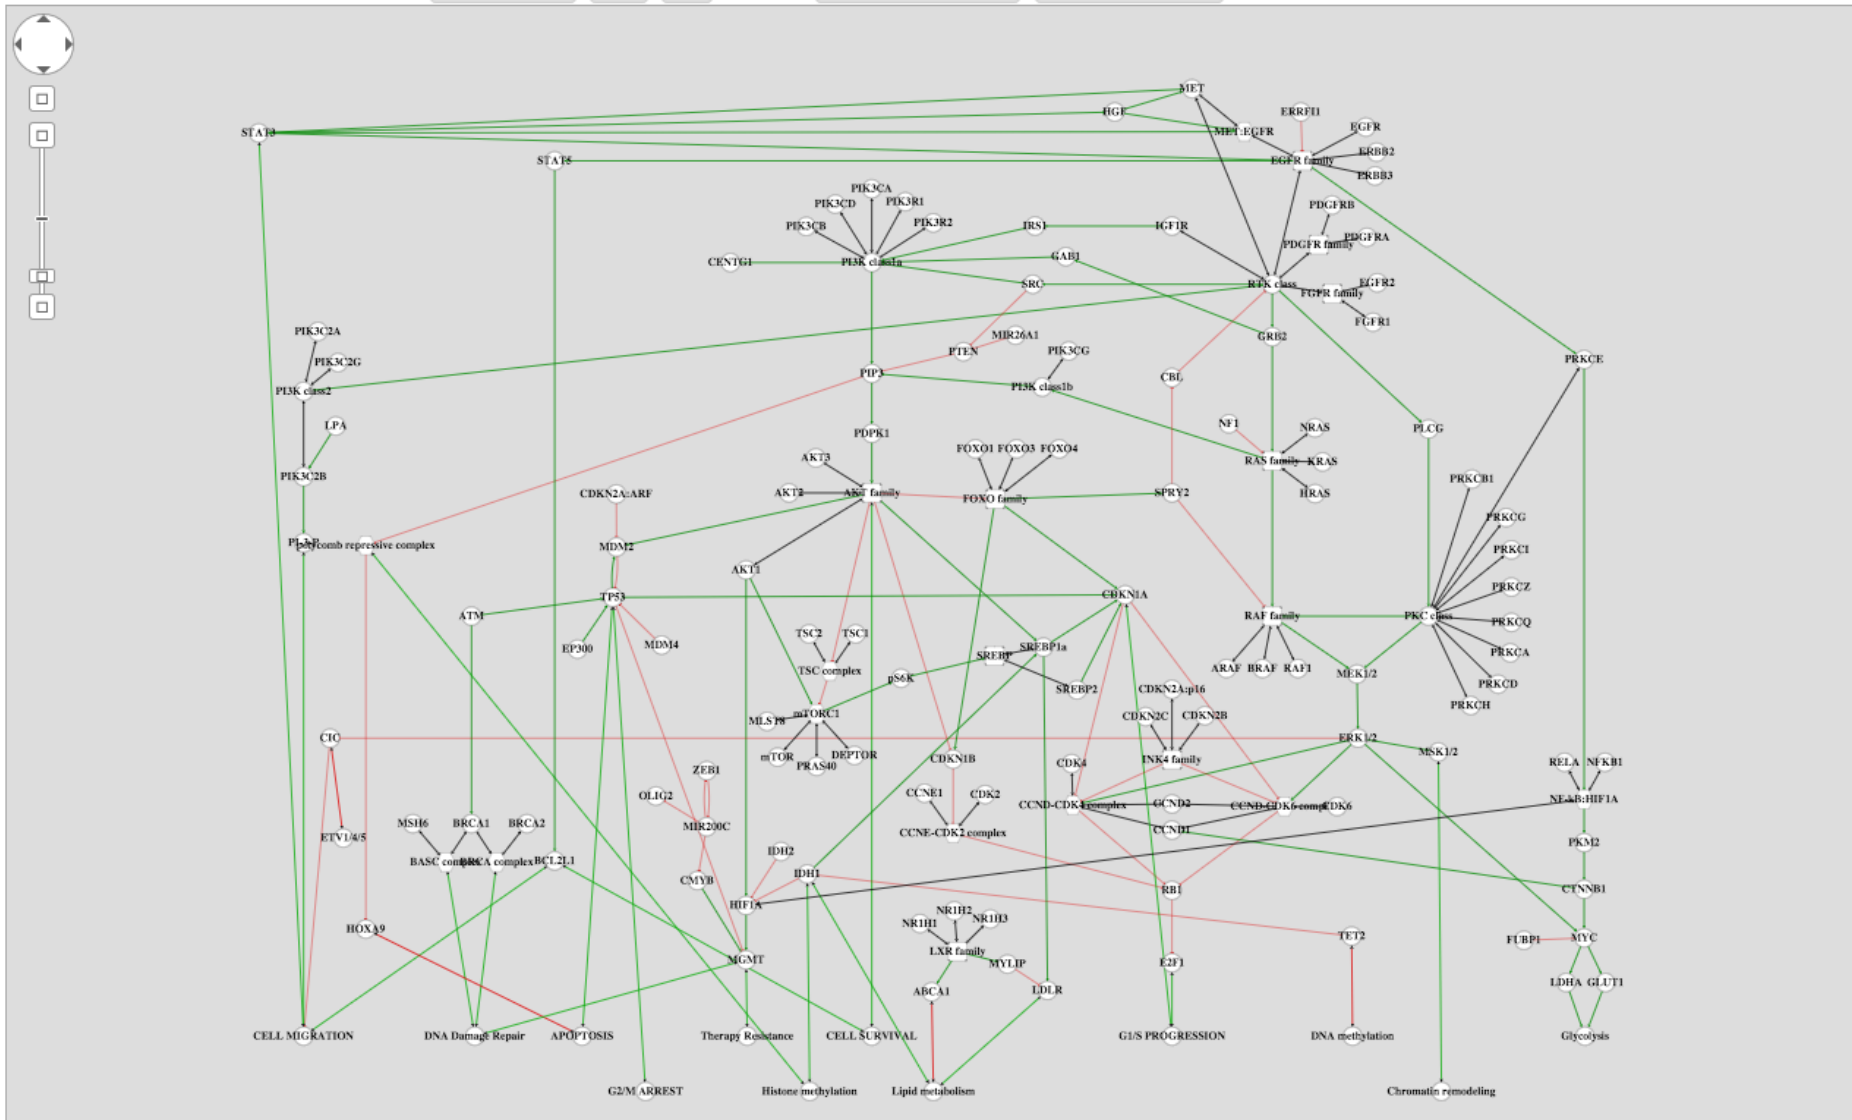 MET
HGF
ERRFI1
STAT3
MET:EGFR
EGFR
STAT5
EGFR family
ERBB2
ERBB3
PIK3CA
PIK3CD
PIK3R1
PDGFRB
PIK3CB
PIK3R2
IRS1
IGF1R
PDGFR family
PDGFRA
CENTG1
PI3K class1a
GAB1
SRC
RTK class
FGFR family
FGFR2
FGFR1
PIK3C2A
MIR26A1
GRB2
PTEN
PIK3CG
PRKCE
PIK3C2G
PIP3
PI3K class1b
CBL
PI3K class2
LPA
PDPK1
NF1
NRAS
PLCG
AKT3
FOXO1
FOXO3
FOXO4
RAS family
KRAS
PIK3C2B
PRKCB1
CDKN2A:ARF
AKT2
AKT family
FOXO family
SPRY2
HRAS
PRKCG
polycomb repressive complex
MDM2
PRKCI
AKT1
PRKCZ
TP53
CDKN1A
ATM
RAF family
PKC class
PRKCQ
EP300
MDM4
TSC2
TSC1
SREBP
SREBP1a
PRKCA
TSC complex
ARAF
BRAF
RAF1
MEK1/2
pS6K
SREBP2
CDKN2A:p16
PRKCD
PRKCH
MLST8
mTORC1
CDKN2C
CDKN2B
CIC
ERK1/2
mTOR
PRAS40
DEPTOR
CDKN1B
CDK4
INK4 family
MSK1/2
RELA
NFKB1
ZEB1
OLIG2
CCNE1
CDK2
CCND-CDK4 complex
CCND2
CCND-CDK6 compl
CDK6
NF-kB:HIF1A
ETV1/4/5
MSH6
BRCA1
BRCA2
MIR200C
CCNE-CDK2 complex
CCND1
PKM2
BASC complex
BRCA complex
BCL2L1
IDH2
CMYB
IDH1
RB1
CTNNB1
HIF1A
HOXA9
NR1H1
NR1H2
NR1H3
TET2
FUBP1
MYC
LXR family
MGMT
MYLIP
E2F1
ABCA1
LDLR
LDHA
GLUT1
CELL MIGRATION
DNA Damage Repair
APOPTOSIS
Therapy Resistance
CELL SURVIVAL
G1/S PROGRESSION
DNA methylation
Glycolysis
G2/M ARREST
Histone methylation
Lipid metabolism
Chromatin remodeling